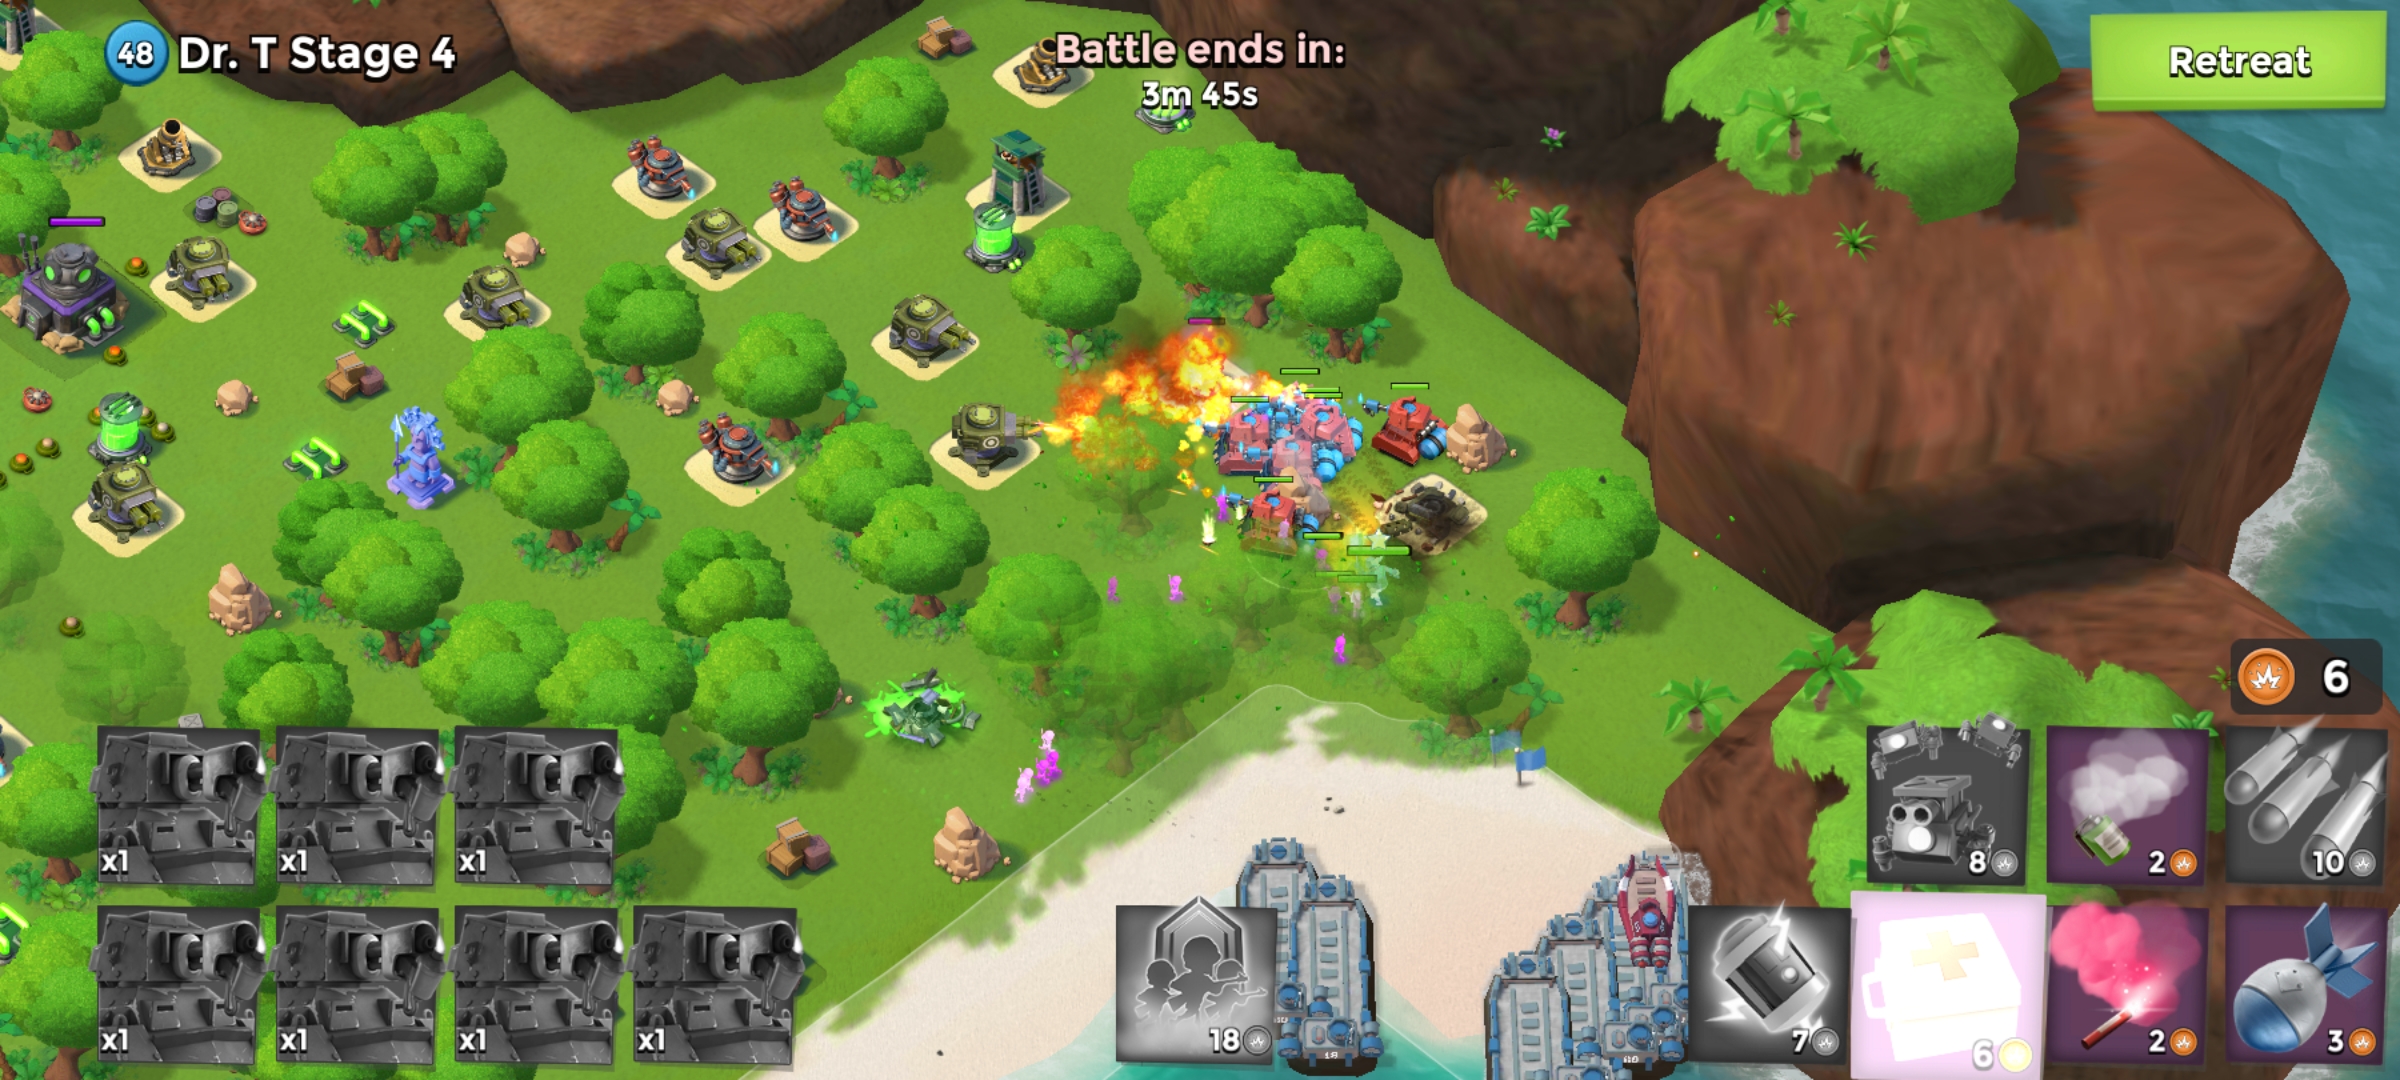 48 Dr. T Stage 4
Battle ends in:
3m 45s
Retreat
6
8
2
10
x1
x1
x1
x1
x1
x1
x1
18
7
6
2
3